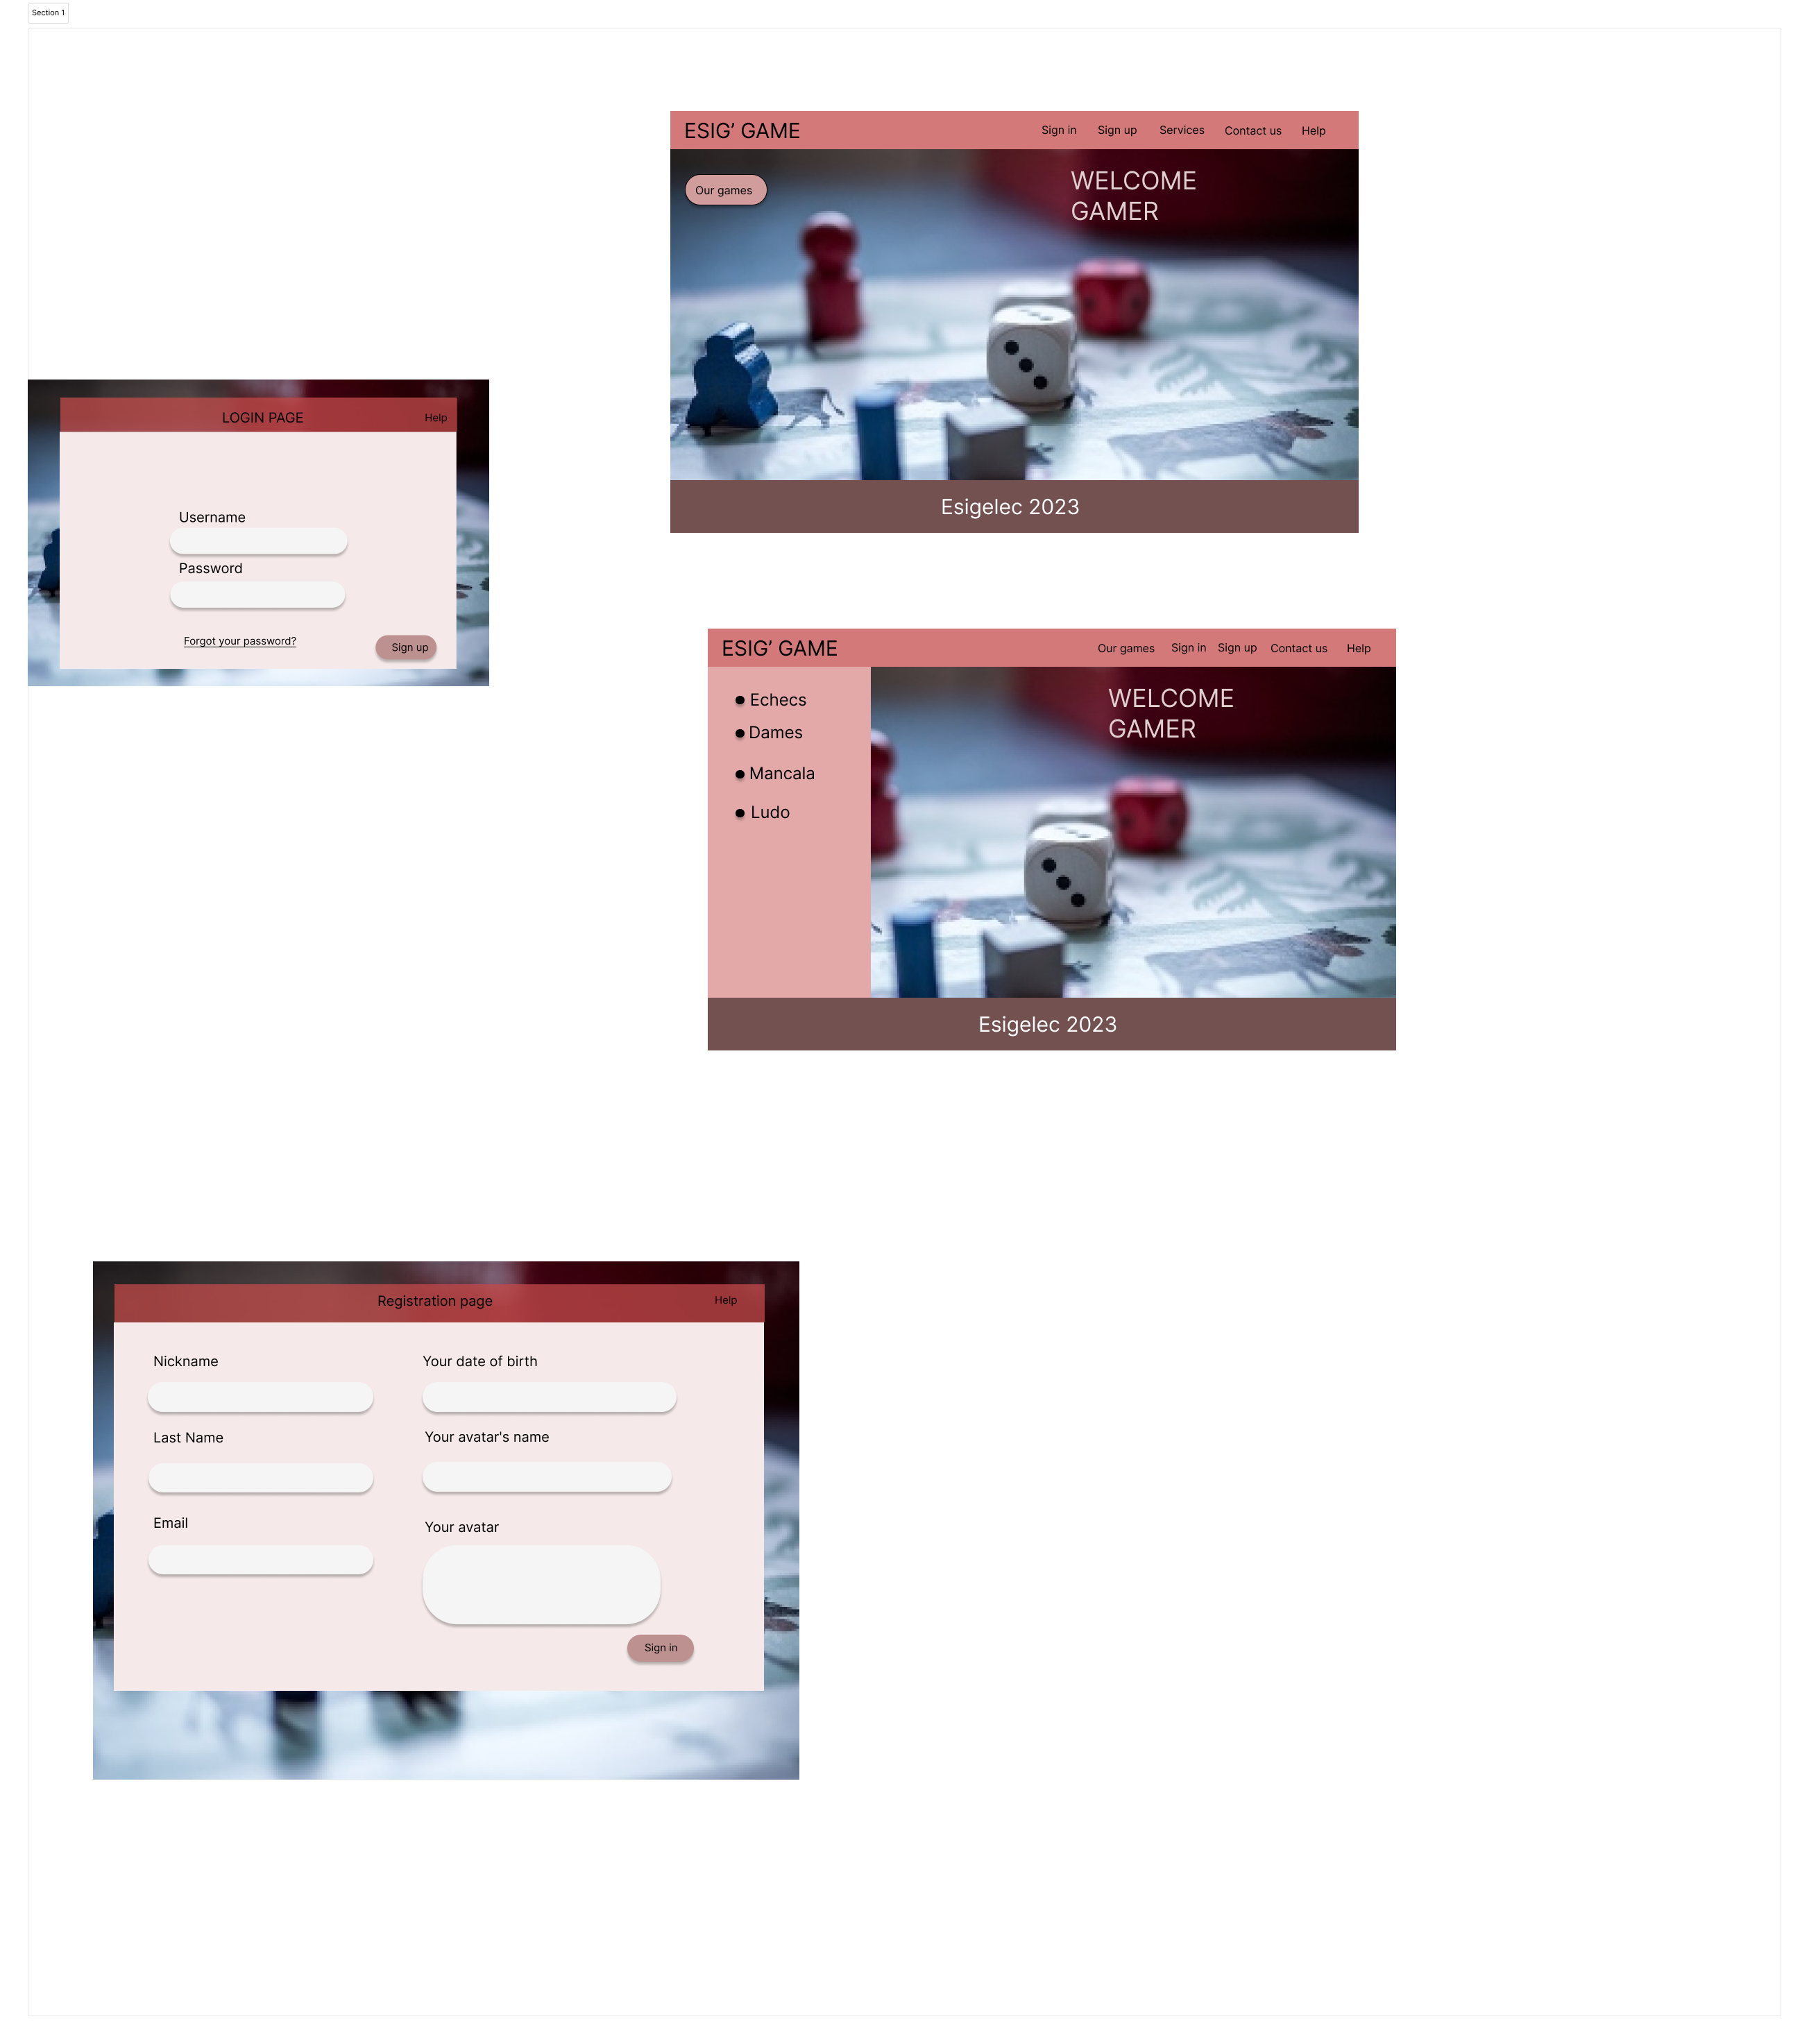 Section 1
ESIG’ GAME
Sign in
Sign up
Services
Contact us
Help
Our games
WELCOME
GAMER
Esigelec 2023
LOGIN PAGE
Help
Username
Password
Forgot your password?
Sign up
ESIG’ GAME
Our games
Sign in
Sign up
Contact us
Help
Echecs
Dames
Mancala
Ludo
WELCOME
GAMER
Esigelec 2023
Registration page
Help
Nickname
Last Name
Email
Your date of birth
Your avatar's name
Your avatar
Sign in